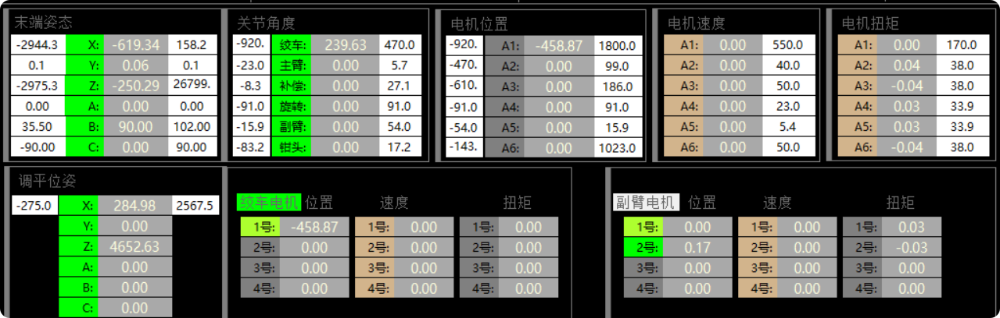 末端姿态 关节角度 电机位置 电机速度 电机扭矩
-2944.3 X: -619.34 158.2 -920. 绞车: 239.63 470.0 -920. A1: -458.87 1800.0 A1: 0.00 550.0 A1: 0.00 170.0
0.1 Y: 0.06 0.1 -23.0 主臂: 0.00 5.7 -470. A2: 0.00 99.0 A2: 0.00 40.0 A2: 0.04 38.0
-2975.3 Z: -250.29 26799. -8.3 补偿: 0.00 27.1 -610. A3: 0.00 186.0 A3: 0.00 50.0 A3: -0.04 38.0
0.00 A: 0.00 0.00 -91.0 旋转: 0.00 91.0 -91.0 A4: 0.00 91.0 A4: 0.00 23.0 A4: 0.03 33.9
35.50 B: 90.00 102.00 -15.9 副臂: 0.00 54.0 -54.0 A5: 0.00 15.9 A5: 0.00 5.4 A5: 0.03 33.9
-90.00 C: 0.00 90.00 -83.2 钳头: 0.00 17.2 -143. A6: 0.00 1023.0 A6: 0.00 50.0 A6: -0.04 38.0
调平位姿
-275.0 X: 284.98 2567.5
Y: 0.00
Z: 4652.63
A: 0.00
B: 0.00
C: 0.00
绞车电机 位置 速度 扭矩
1号: -458.87 1号: 0.00 1号: 0.00
2号: 0.00 2号: 0.00 2号: 0.00
3号: 0.00 3号: 0.00 3号: 0.00
4号: 0.00 4号: 0.00 4号: 0.00
副臂电机 位置 速度 扭矩
1号: 0.00 1号: 0.00 1号: 0.03
2号: 0.17 2号: 0.00 2号: -0.03
3号: 0.00 3号: 0.00 3号: 0.00
4号: 0.00 4号: 0.00 4号: 0.00